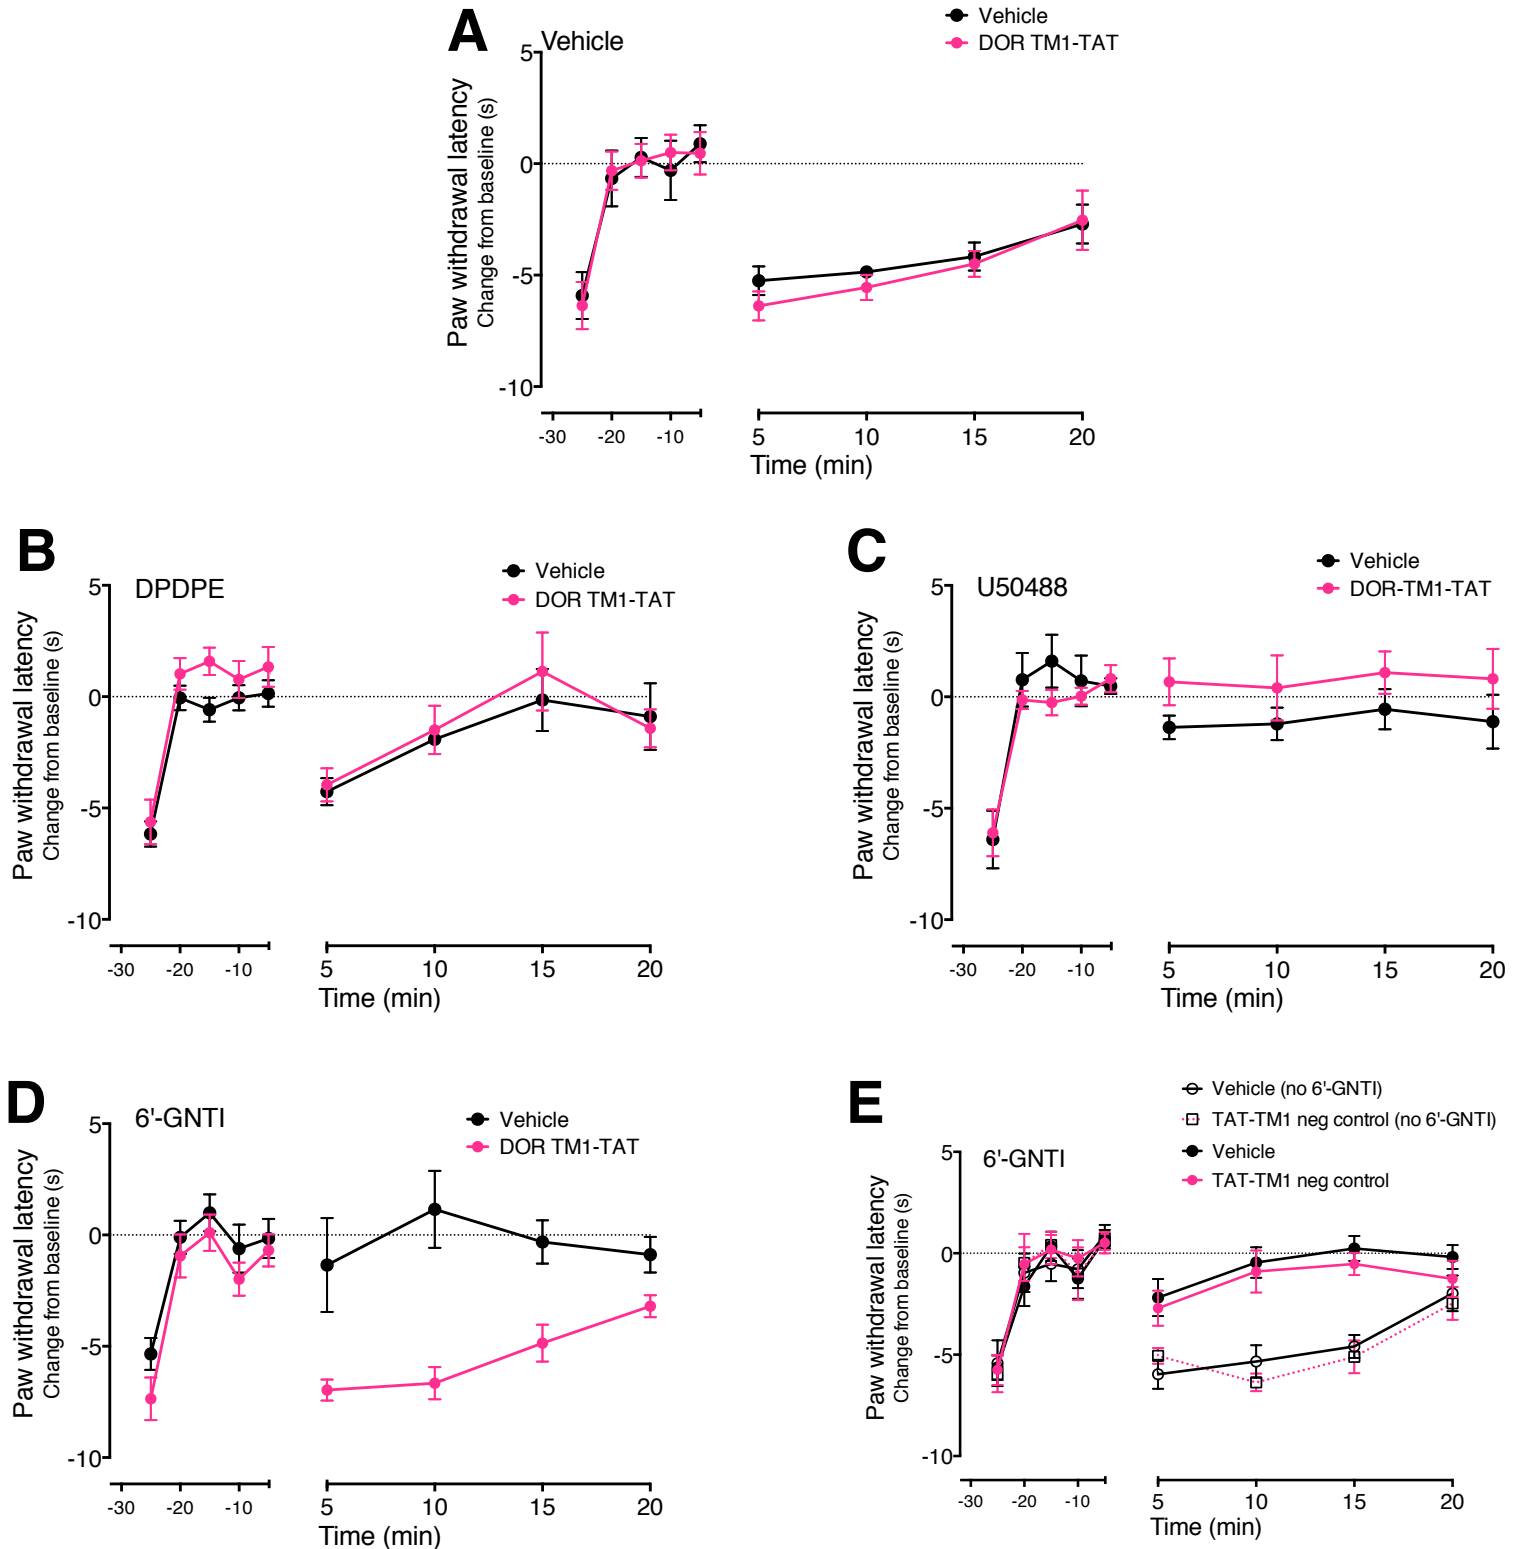 A
Vehicle
Vehicle
DOR TM1-TAT
Paw withdrawal latency
Change from baseline (s)
5
0
-5
-10
-30 -20 -10 5 10 15 20
Time (min)
B
DPDPE
Vehicle
DOR TM1-TAT
Paw withdrawal latency
Change from baseline (s)
5
0
-5
-10
-30 -20 -10 5 10 15 20
Time (min)
C
U50488
Vehicle
DOR-TM1-TAT
Paw withdrawal latency
Change from baseline (s)
5
0
-5
-10
-30 -20 -10 5 10 15 20
Time (min)
D
6'-GNTI
Vehicle
DOR TM1-TAT
Paw withdrawal latency
Change from baseline (s)
5
0
-5
-10
-30 -20 -10 5 10 15 20
Time (min)
E
6'-GNTI
Vehicle (no 6'-GNTI)
TAT-TM1 neg control (no 6'-GNTI)
Vehicle
TAT-TM1 neg control
Paw withdrawal latency
Change from baseline (s)
5
0
-5
-10
-30 -20 -10 5 10 15 20
Time (min)